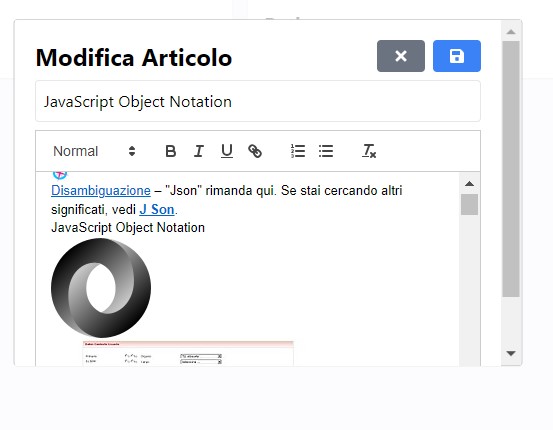 Modifica Articolo
JavaScript Object Notation
Normal
Disambiguazione – "Json" rimanda qui. Se stai cercando altri
significati, vedi J Son.
JavaScript Object Notation